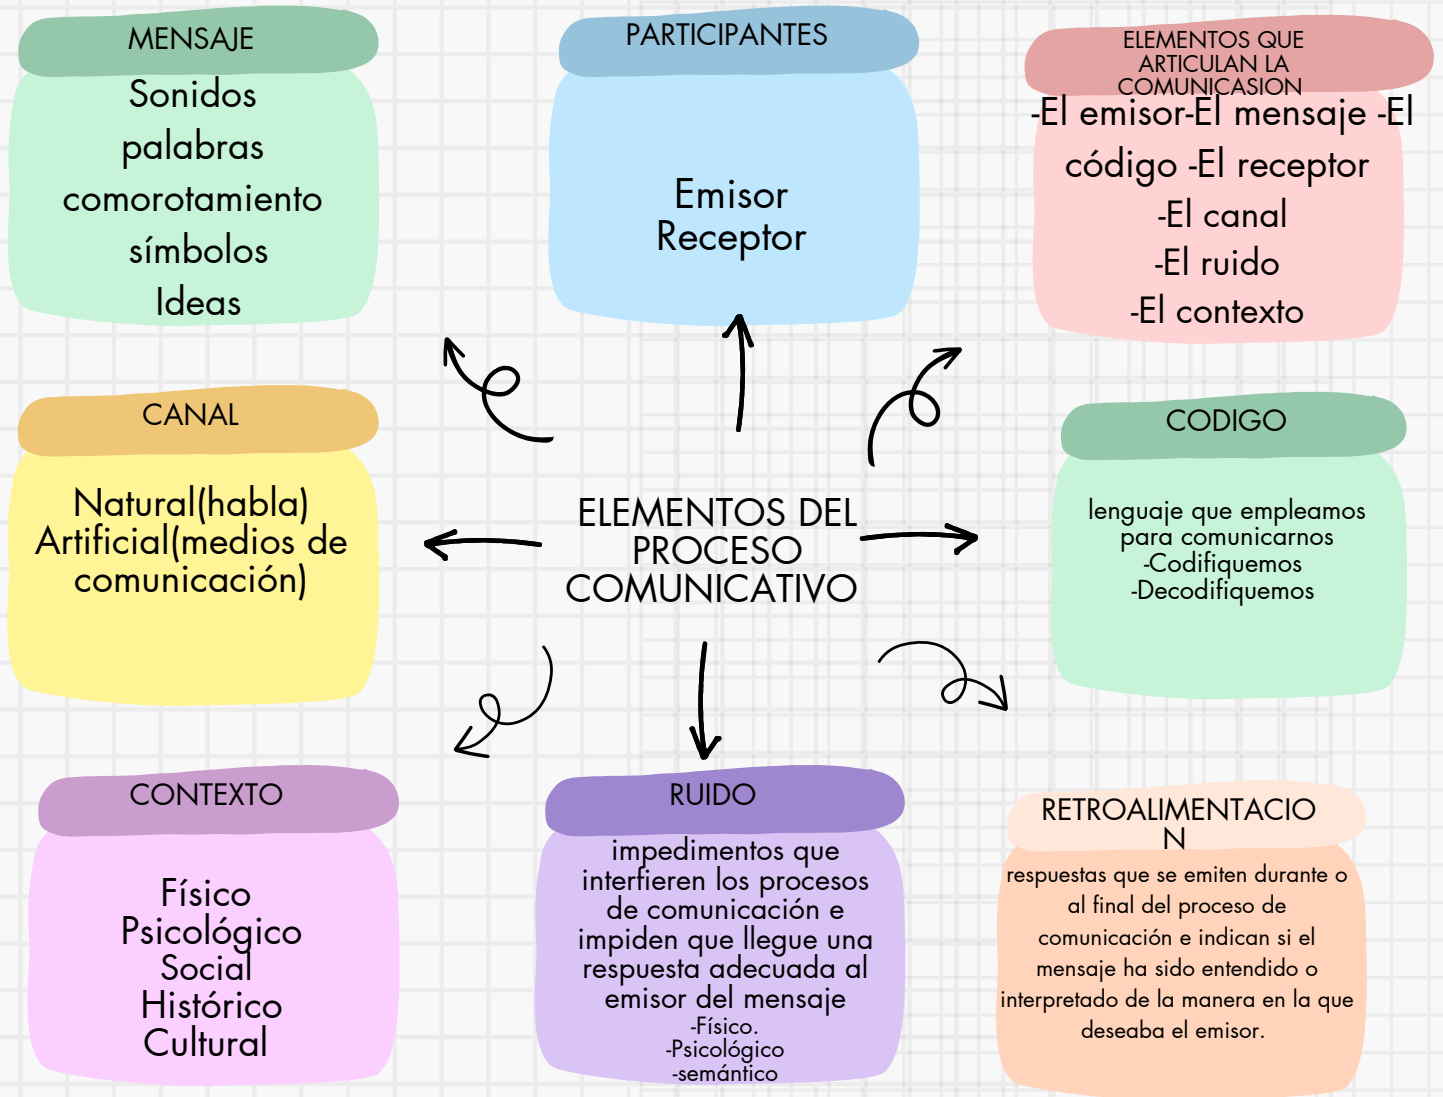 MENSAJE
Sonidos
palabras
comorotamiento
símbolos
Ideas
PARTICIPANTES
Emisor
Receptor
ELEMENTOS QUE
ARTICULAN LA
COMUNICASION
-El emisor-El mensaje -El
código -El receptor
-El canal
-El ruido
-El contexto
CANAL
Natural(habla)
Artificial(medios de
comunicación)
ELEMENTOS DEL
PROCESO
COMUNICATIVO
CODIGO
lenguaje que empleamos
para comunicarnos
-Codifiquemos
-Decodifiquemos
CONTEXTO
Físico
Psicológico
Social
Histórico
Cultural
RUIDO
impedimentos que
interfieren los procesos
de comunicación e
impiden que llegue una
respuesta adecuada al
emisor del mensaje
-Físico.
-Psicológico
-semántico
RETROALIMENTACIO
N
respuestas que se emiten durante o
al final del proceso de
comunicación e indican si el
mensaje ha sido entendido o
interpretado de la manera en la que
deseaba el emisor.